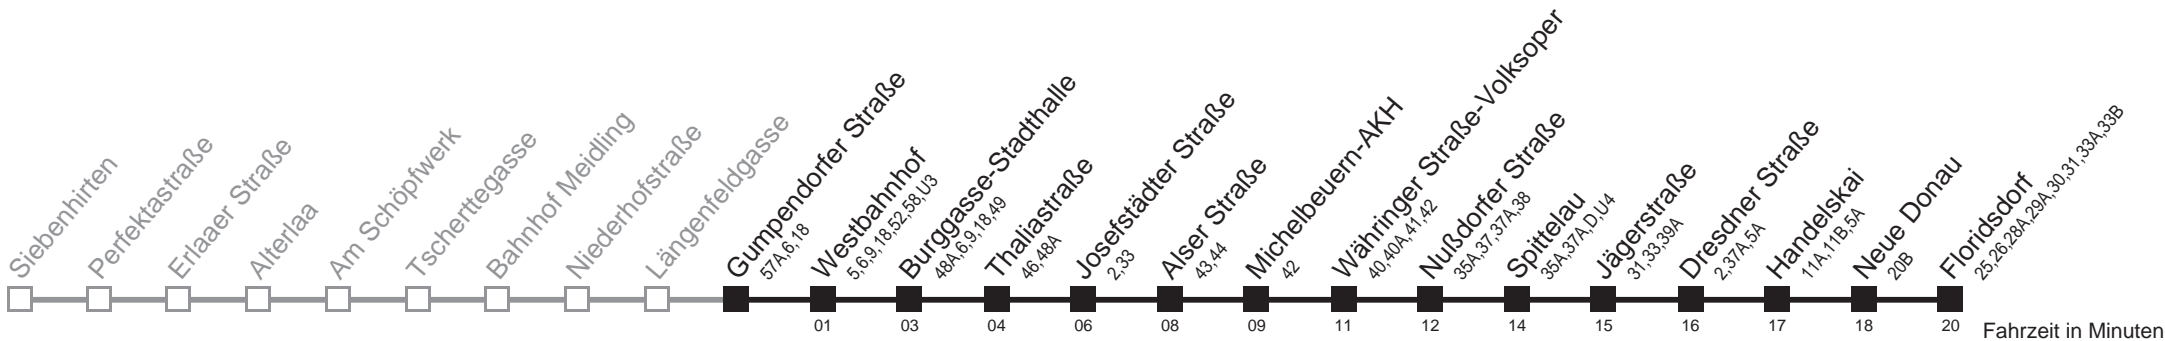 Siebenhirten
Perfektastraße
Erlaaer Straße
Alterlaa
Am Schöpfwerk
Tscherttegasse
Bahnhof Meidling
Niederhofstraße
Längenfeldgasse
Gumpendorfer Straße
57A,6,18
Westbahnhof
5,6,9,18,52,58,U3
Burggasse-Stadthalle
48A,6,9,18,49
Thaliastraße
46,48A
Josefstädter Straße
2,33
Alser Straße
43,44
Michelbeuern-AKH
42
Währinger Straße-Volksoper
40,40A,41,42
Nußdorfer Straße
35A,37,37A,38
Spittelau
35A,37A,D,U4
Jägerstraße
31,33,39A
Dresdner Straße
2,37A,5A
Handelskai
11A,11B,5A
Neue Donau
20B
Floridsdorf
25,26,28A,29A,30,31,33A,33B
01 03 04 06 08 09 11 12 14 15 16 17 18 20
Fahrzeit in Minuten